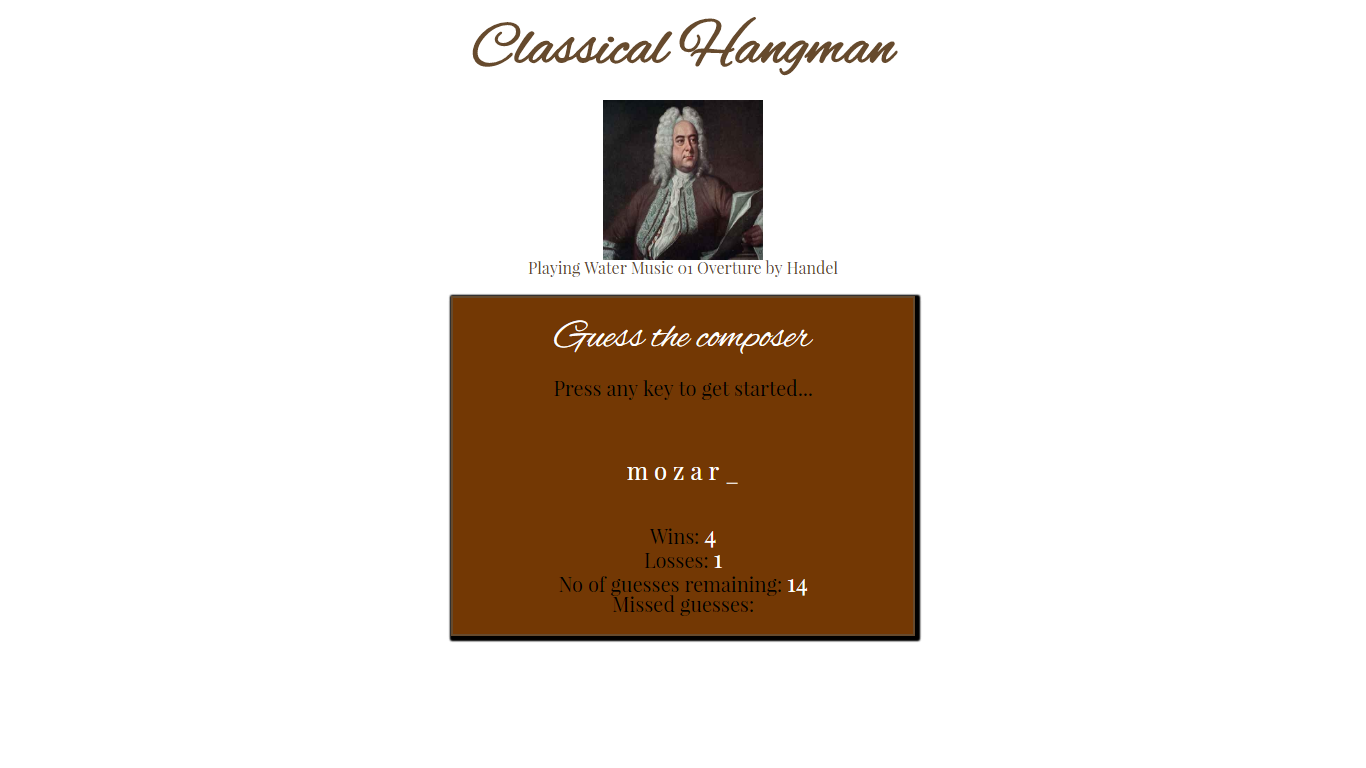 Classical Hangman
Playing Water Music 01 Overture by Handel
Guess the composer
Press any key to get started...
m o z a r _
Wins: 4
Losses: 1
No of guesses remaining: 14
Missed guesses: